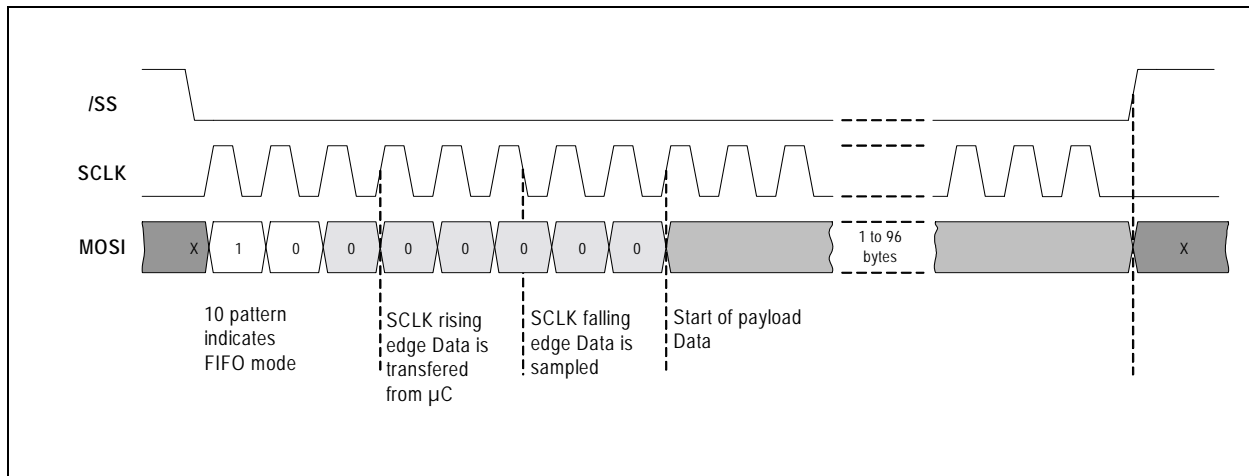 /SS
SCLK
MOSI
X
1
0
0
0
0
0
0
0
1 to 96
bytes
X
10 pattern
indicates
FIFO mode
SCLK rising
edge Data is
transfered
from µC
SCLK falling
edge Data is
sampled
Start of payload
Data